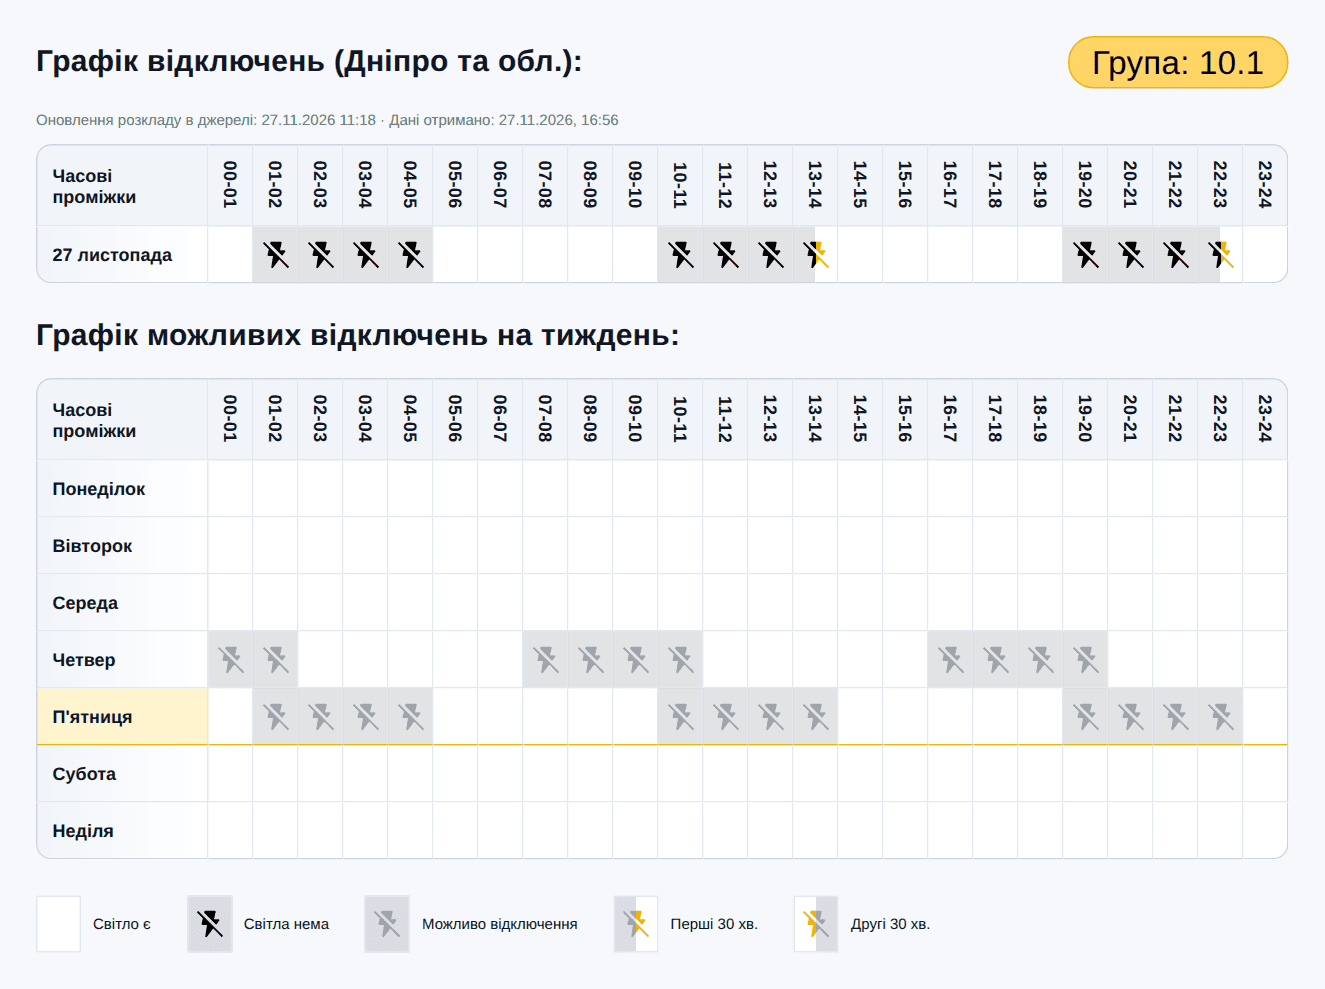 Графік відключень (Дніпро та обл.):
Група: 10.1
Оновлення розкладу в джерелі: 27.11.2026 11:18 · Дані отримано: 27.11.2026, 16:56
Часові проміжки 00-01 01-02 02-03 03-04 04-05 05-06 06-07 07-08 08-09 09-10 10-11 11-12 12-13 13-14 14-15 15-16 16-17 17-18 18-19 19-20 20-21 21-22 22-23 23-24
27 листопада
Графік можливих відключень на тиждень:
Часові проміжки 00-01 01-02 02-03 03-04 04-05 05-06 06-07 07-08 08-09 09-10 10-11 11-12 12-13 13-14 14-15 15-16 16-17 17-18 18-19 19-20 20-21 21-22 22-23 23-24
Понеділок
Вівторок
Середа
Четвер
П'ятниця
Субота
Неділя
Світло є Світла нема Можливо відключення Перші 30 хв. Другі 30 хв.